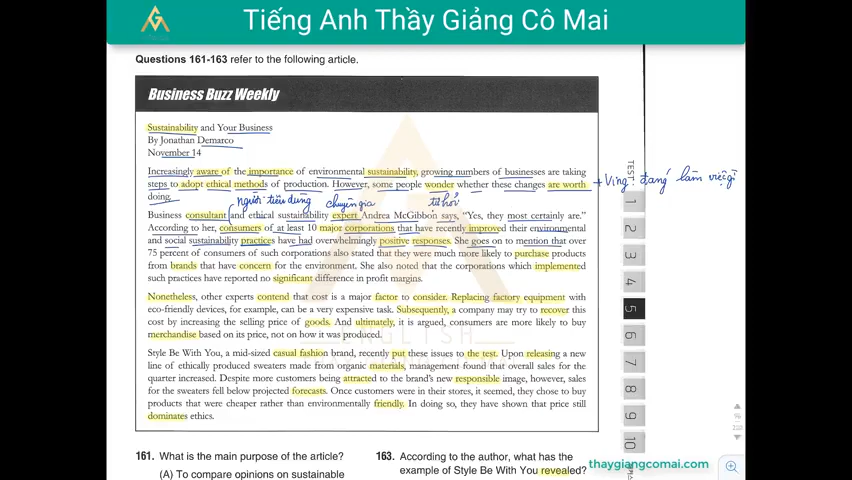 Tiếng Anh Thầy Giảng Cô Mai
Questions 161-163 refer to the following article.
Business Buzz Weekly
Sustainability and Your Business
By Jonathan Demarco
November 14
Increasingly aware of the importance of environmental sustainability, growing numbers of businesses are taking
steps to adopt ethical methods of production. However, some people wonder whether these changes are worth + Ving: đáng làm việc gì
doing.
người tiêu dùng chuyên gia
Business consultant and ethical sustainability expert Andrea McGibbon says, “Yes, they most certainly are.”
According to her, consumers of at least 10 major corporations that have recently improved their environmental
and social sustainability practices have had overwhelmingly positive responses. She goes on to mention that over
75 percent of consumers of such corporations also stated that they were much more likely to purchase products
from brands that have concern for the environment. She also noted that the corporations which implemented
such practices have reported no significant difference in profit margins.
Nonetheless, other experts contend that cost is a major factor to consider. Replacing factory equipment with
eco-friendly devices, for example, can be a very expensive task. Subsequently, a company may try to recover this
cost by increasing the selling price of goods. And ultimately, it is argued, consumers are more likely to buy
merchandise based on its price, not on how it was produced.
Style Be With You, a mid-sized casual fashion brand, recently put these issues to the test. Upon releasing a new
line of ethically produced sweaters made from organic materials, management found that overall sales for the
quarter increased. Despite more customers being attracted to the brand's new responsible image, however, sales
for the sweaters fell below projected forecasts. Once customers were in their stores, it seemed, they chose to buy
products that were cheaper rather than environmentally friendly. In doing so, they have shown that price still
dominates ethics.
161. What is the main purpose of the article?
(A) To compare opinions on sustainable
163. According to the author, what has the
example of Style Be With You revealed?
TEST
1
2
3
4
5
6
7
8
9
10
thaygiangcomai.com